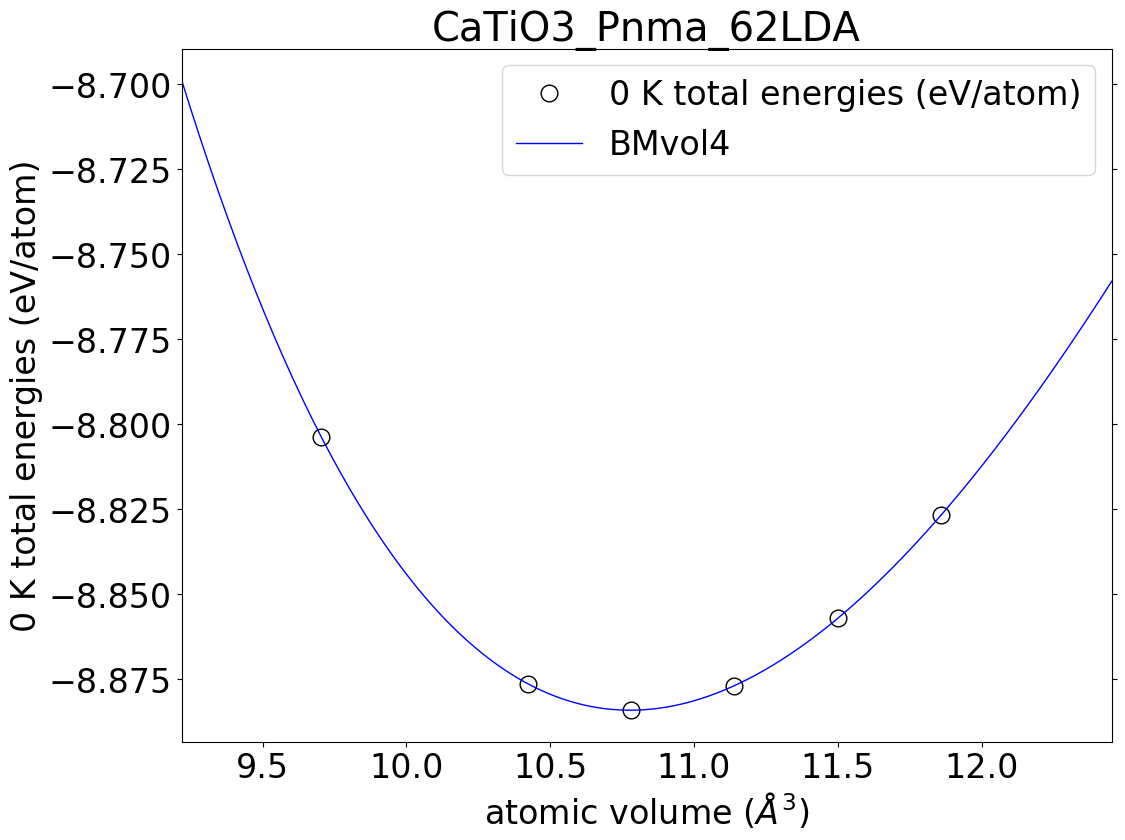 CaTiO3_Pnma_62LDA
0 K total energies (eV/atom)
BMvol4
0 K total energies (eV/atom)
−8.700
−8.725
−8.750
−8.775
−8.800
−8.825
−8.850
−8.875
9.5 10.0 10.5 11.0 11.5 12.0
atomic volume (Å³)